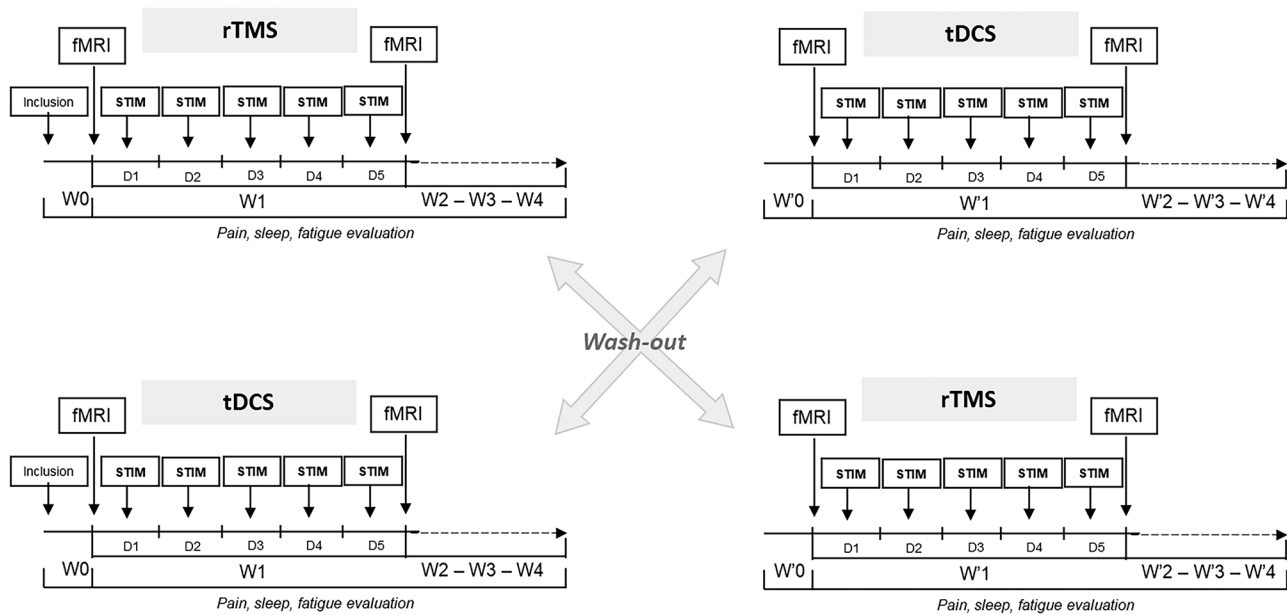 rTMS
fMRI
fMRI
Inclusion
STIM STIM STIM STIM STIM
D1 D2 D3 D4 D5
W0 W1 W2 – W3 – W4
Pain, sleep, fatigue evaluation
tDCS
fMRI
fMRI
STIM STIM STIM STIM STIM
D1 D2 D3 D4 D5
W'0 W'1 W'2 – W'3 – W'4
Pain, sleep, fatigue evaluation
Wash-out
tDCS
fMRI
fMRI
Inclusion
STIM STIM STIM STIM STIM
D1 D2 D3 D4 D5
W0 W1 W2 – W3 – W4
Pain, sleep, fatigue evaluation
rTMS
fMRI
fMRI
STIM STIM STIM STIM STIM
D1 D2 D3 D4 D5
W'0 W'1 W'2 – W'3 – W'4
Pain, sleep, fatigue evaluation